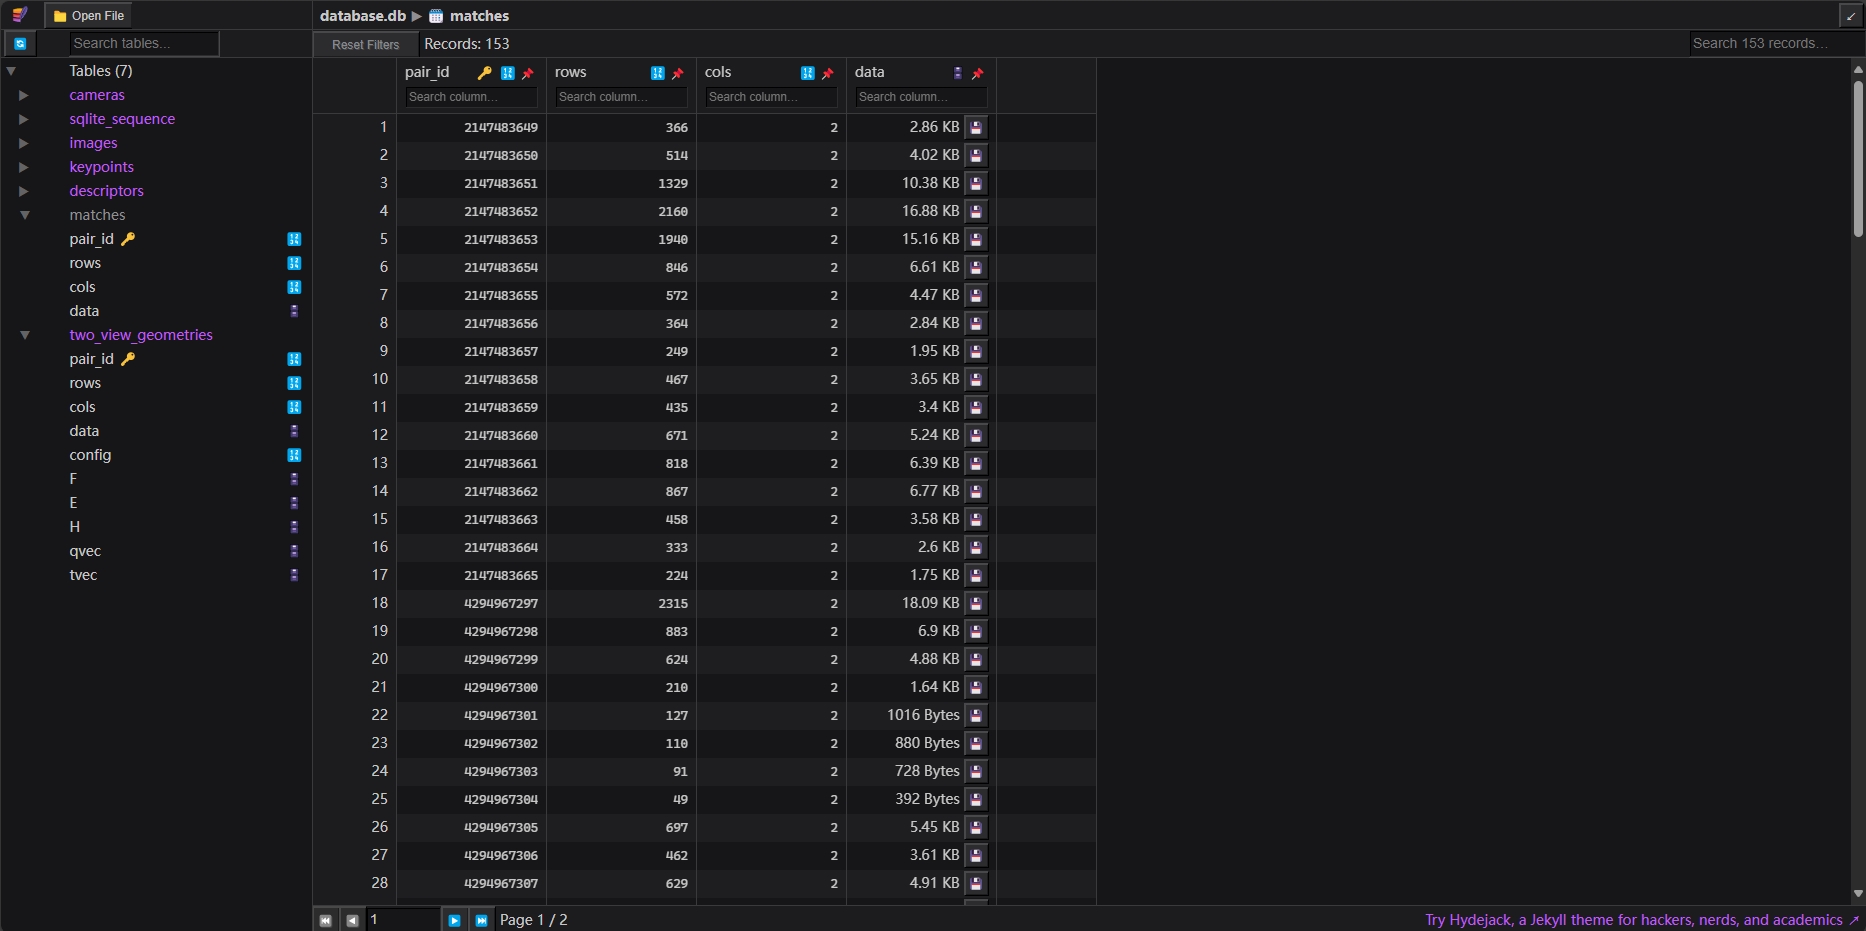 Open File
database.db ▶ matches
Search tables...
Reset Filters Records: 153
Search 153 records...
Tables (7)
cameras
sqlite_sequence
images
keypoints
descriptors
matches
pair_id
rows
cols
data
two_view_geometries
pair_id
rows
cols
data
config
F
E
H
qvec
tvec
pair_id rows cols data
Search column... Search column... Search column... Search column...
1 2147483649 366 2 2.86 KB
2 2147483650 514 2 4.02 KB
3 2147483651 1329 2 10.38 KB
4 2147483652 2160 2 16.88 KB
5 2147483653 1940 2 15.16 KB
6 2147483654 846 2 6.61 KB
7 2147483655 572 2 4.47 KB
8 2147483656 364 2 2.84 KB
9 2147483657 249 2 1.95 KB
10 2147483658 467 2 3.65 KB
11 2147483659 435 2 3.4 KB
12 2147483660 671 2 5.24 KB
13 2147483661 818 2 6.39 KB
14 2147483662 867 2 6.77 KB
15 2147483663 458 2 3.58 KB
16 2147483664 333 2 2.6 KB
17 2147483665 224 2 1.75 KB
18 4294967297 2315 2 18.09 KB
19 4294967298 883 2 6.9 KB
20 4294967299 624 2 4.88 KB
21 4294967300 210 2 1.64 KB
22 4294967301 127 2 1016 Bytes
23 4294967302 110 2 880 Bytes
24 4294967303 91 2 728 Bytes
25 4294967304 49 2 392 Bytes
26 4294967305 697 2 5.45 KB
27 4294967306 462 2 3.61 KB
28 4294967307 629 2 4.91 KB
1 Page 1 / 2
Try Hydejack, a Jekyll theme for hackers, nerds, and academics ↗